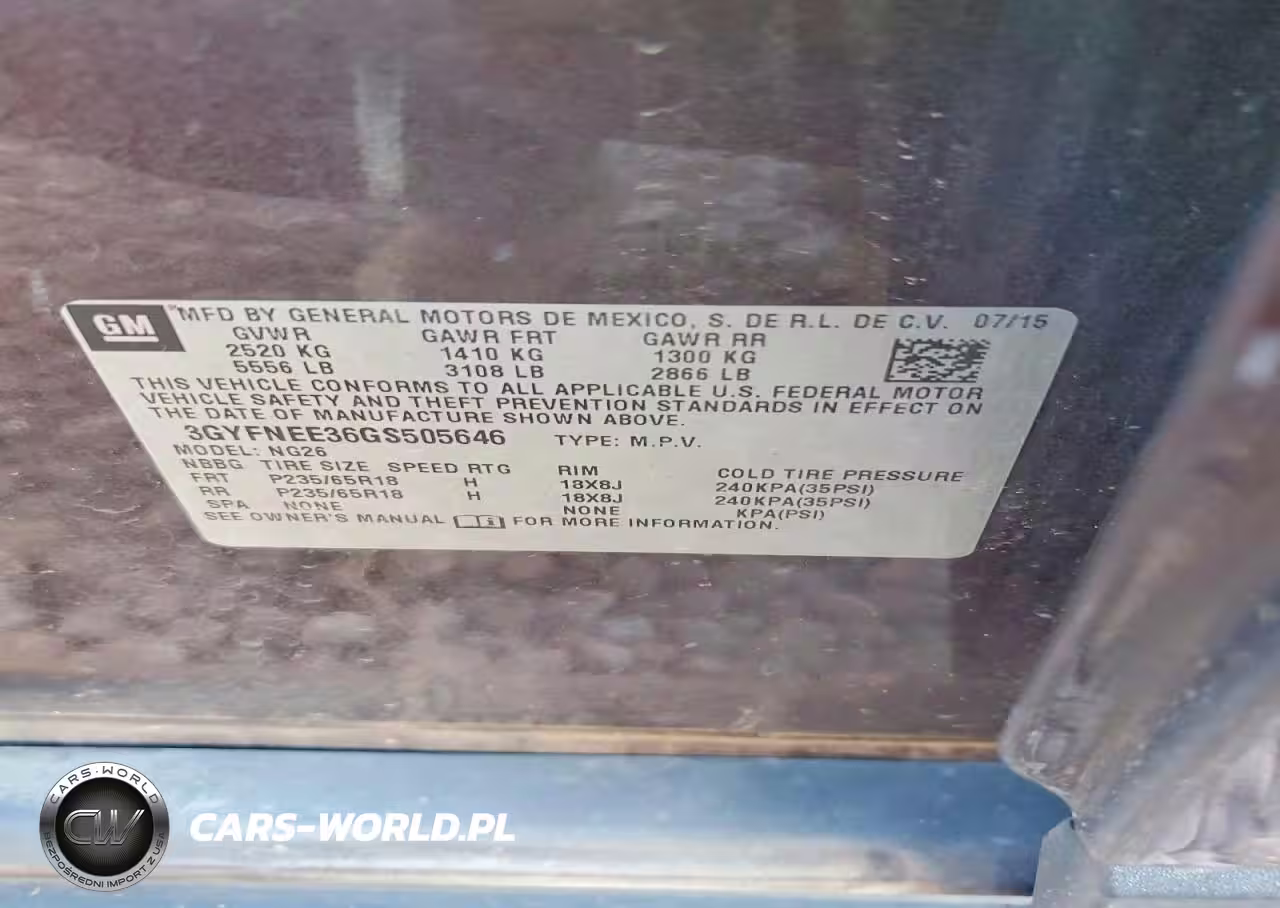 GM
MFD BY GENERAL MOTORS DE MEXICO, S. DE R.L. DE C.V. 07/15
GVWR GAWR FRT GAWR RR
2520 KG 1410 KG 1300 KG
5556 LB 3108 LB 2866 LB
THIS VEHICLE CONFORMS TO ALL APPLICABLE U.S. FEDERAL MOTOR
VEHICLE SAFETY AND THEFT PREVENTION STANDARDS IN EFFECT ON
THE DATE OF MANUFACTURE SHOWN ABOVE.
3GYFNEE36GS505646 TYPE: M.P.V.
MODEL: NG26
NBBG TIRE SIZE SPEED RTG RIM COLD TIRE PRESSURE
FRT P235/65R18 H 18X8J 240KPA(35PSI)
RR P235/65R18 H 18X8J 240KPA(35PSI)
SPA NONE NONE KPA(PSI)
SEE OWNER'S MANUAL FOR MORE INFORMATION.
CARS-WORLD
CW
BEZPOŚREDNI IMPORT Z USA
CARS-WORLD.PL